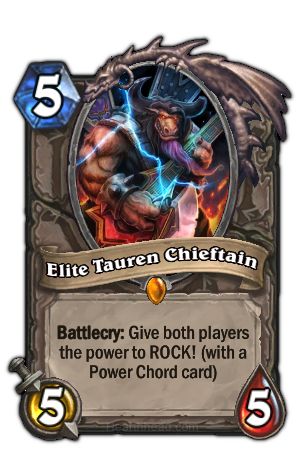 5
Elite Tauren Chieftain
Battlecry: Give both players
the power to ROCK! (with a
Power Chord card)
5
5